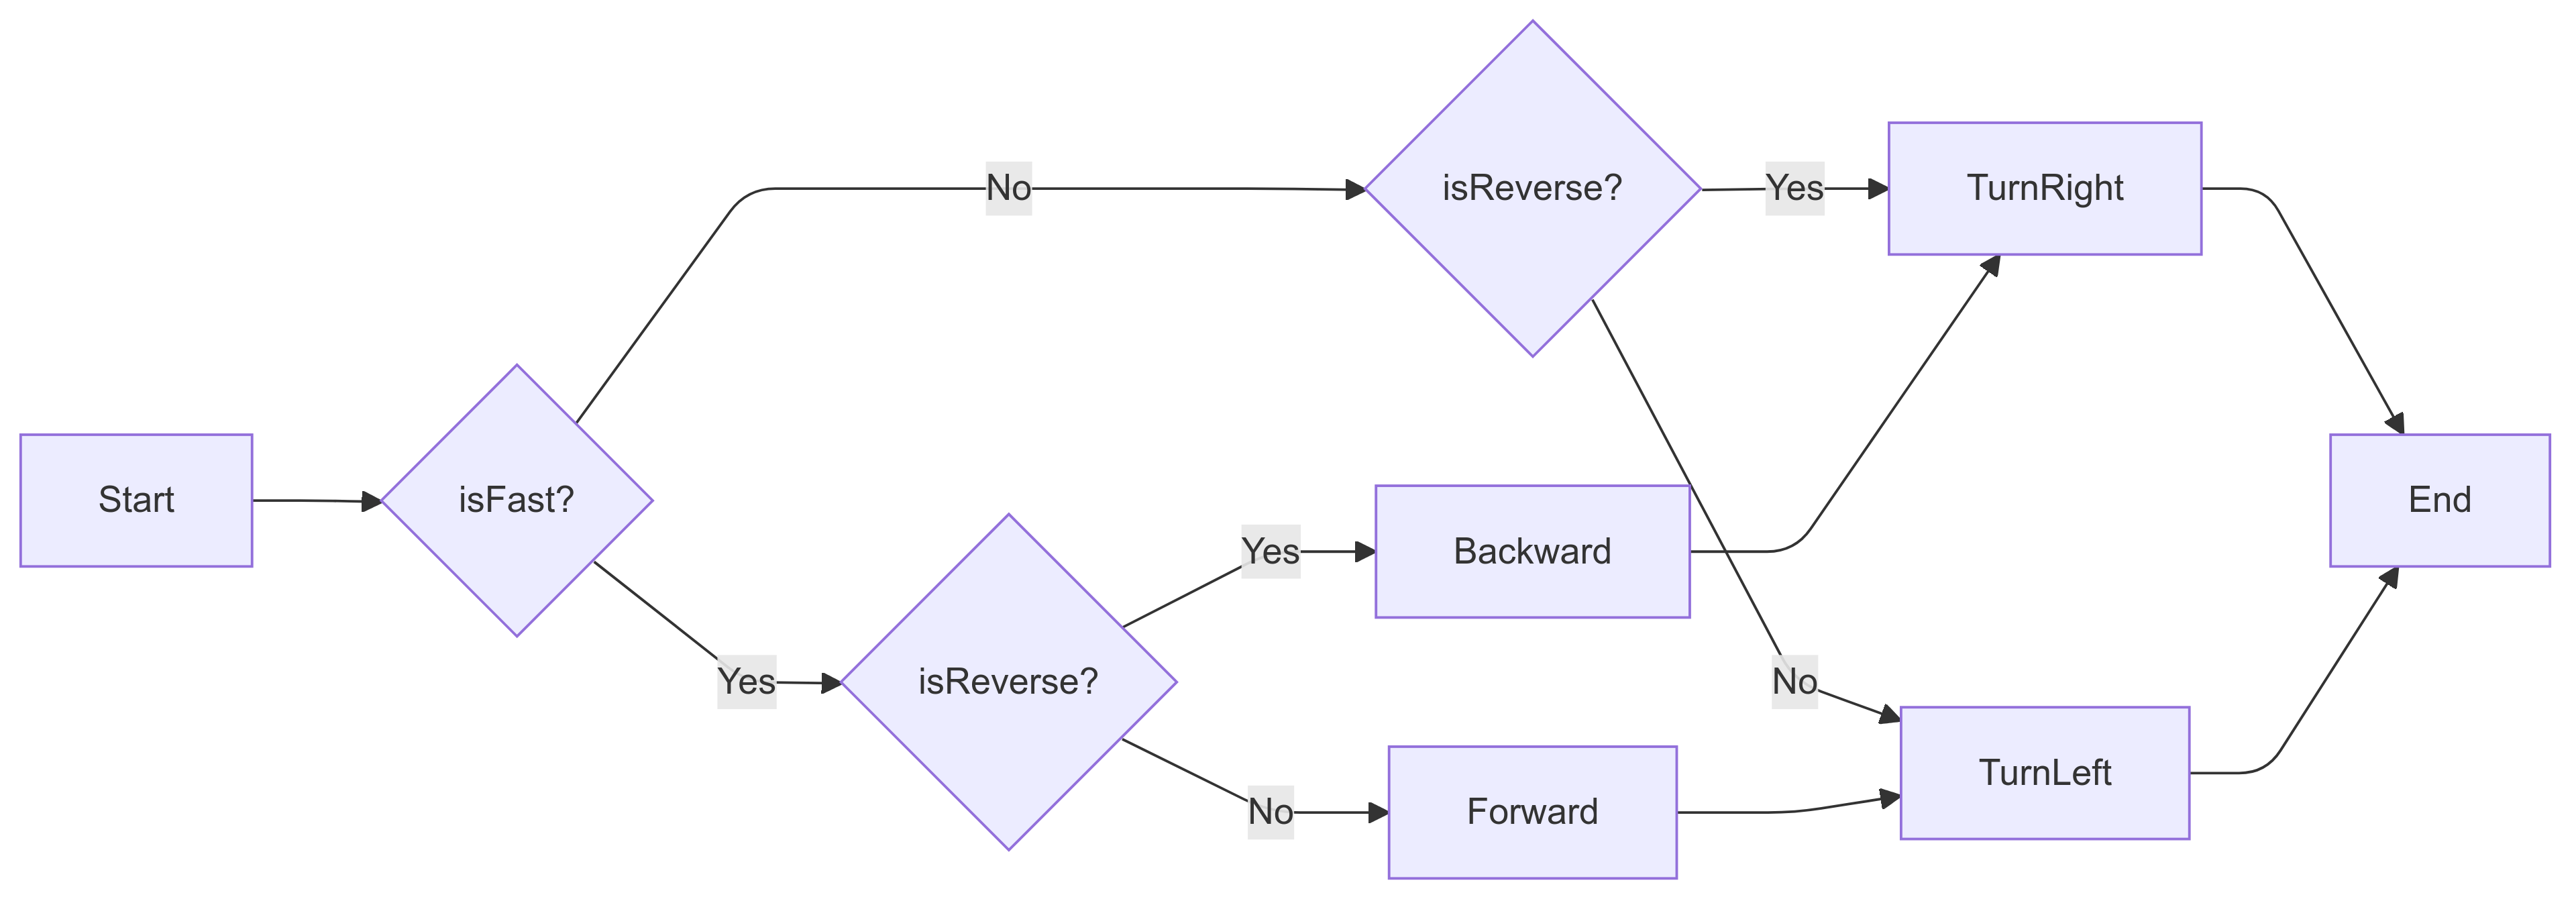 Start
isFast?
No
Yes
isReverse?
Yes
No
isReverse?
Yes
No
Backward
Forward
TurnRight
TurnLeft
End